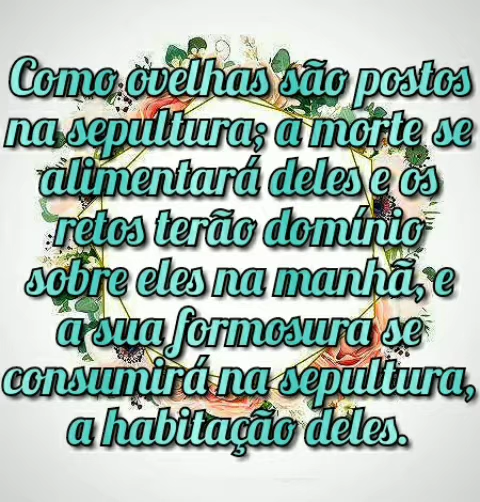 Como ovelhas são postos
na sepultura; a morte se
alimentará deles e os
retos terão domínio
sobre eles na manhã, e
a sua formosura se
consumirá na sepultura,
a habitação deles.